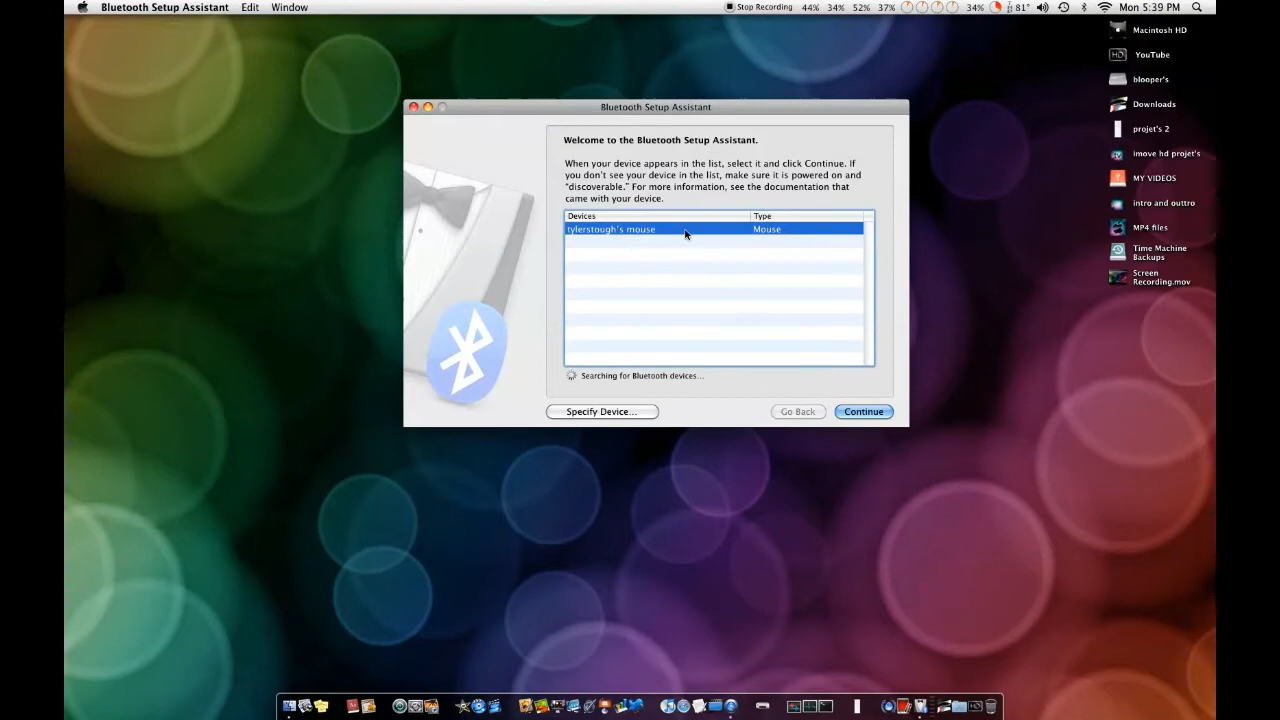 Bluetooth Setup Assistant Edit Window Stop Recording 44% 34% 52% 37% 34% 81° Mon 5:39 PM
Macintosh HD
YouTube
blooper's
Downloads
projet's 2
imove hd projet's
MY VIDEOS
intro and outtro
MP4 files
Time Machine
Backups
Screen
Recording.mov
Bluetooth Setup Assistant
Welcome to the Bluetooth Setup Assistant.
When your device appears in the list, select it and click Continue. If
you don't see your device in the list, make sure it is powered on and
"discoverable." For more information, see the documentation that
came with your device.
Devices Type
tylerstough's mouse Mouse
Searching for Bluetooth devices...
Specify Device... Go Back Continue